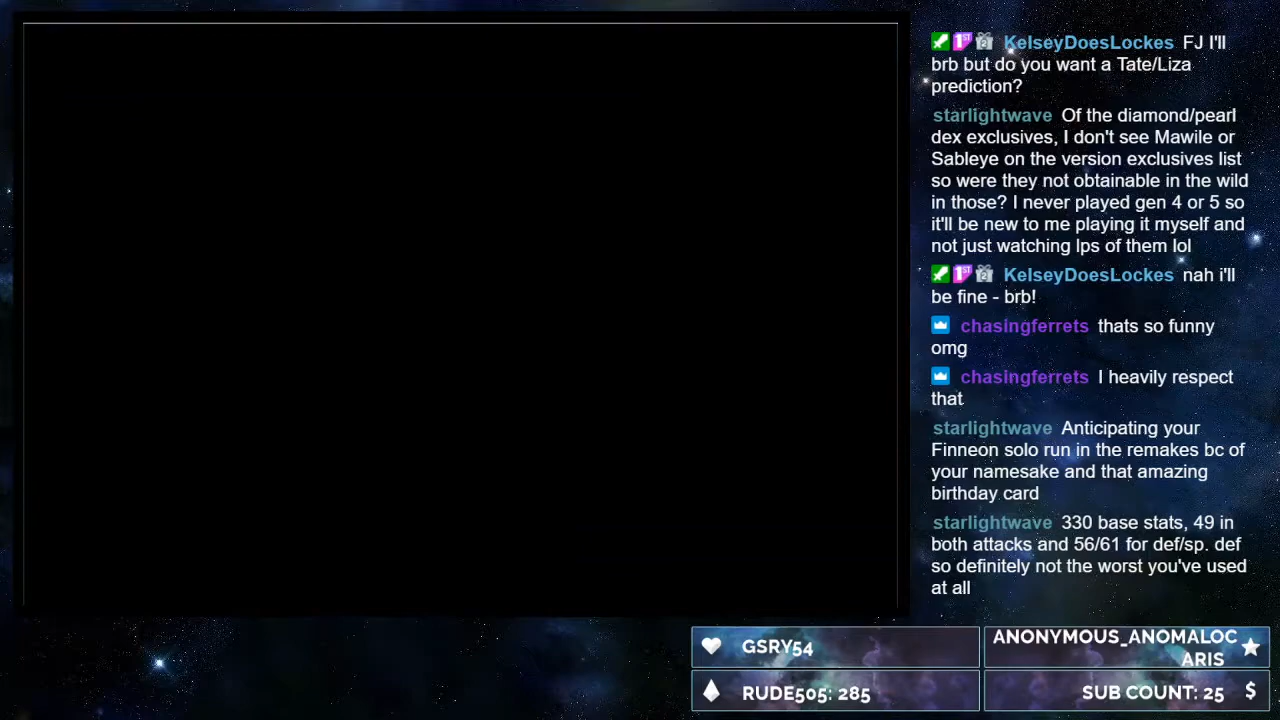 KelseyDoesLockes FJ I'll
brb but do you want a Tate/Liza
prediction?
starlightwave Of the diamond/pearl
dex exclusives, I don't see Mawile or
Sableye on the version exclusives list
so were they not obtainable in the wild
in those? I never played gen 4 or 5 so
it'll be new to me playing it myself and
not just watching lps of them lol
KelseyDoesLockes nah i'll
be fine - brb!
chasingferrets thats so funny
omg
chasingferrets I heavily respect
that
starlightwave Anticipating your
Finneon solo run in the remakes bc of
your namesake and that amazing
birthday card
starlightwave 330 base stats, 49 in
both attacks and 56/61 for def/sp. def
so definitely not the worst you've used
at all
GSRY54
ANONYMOUS_ANOMALOC
ARIS
RUDE505: 285
SUB COUNT: 25 $